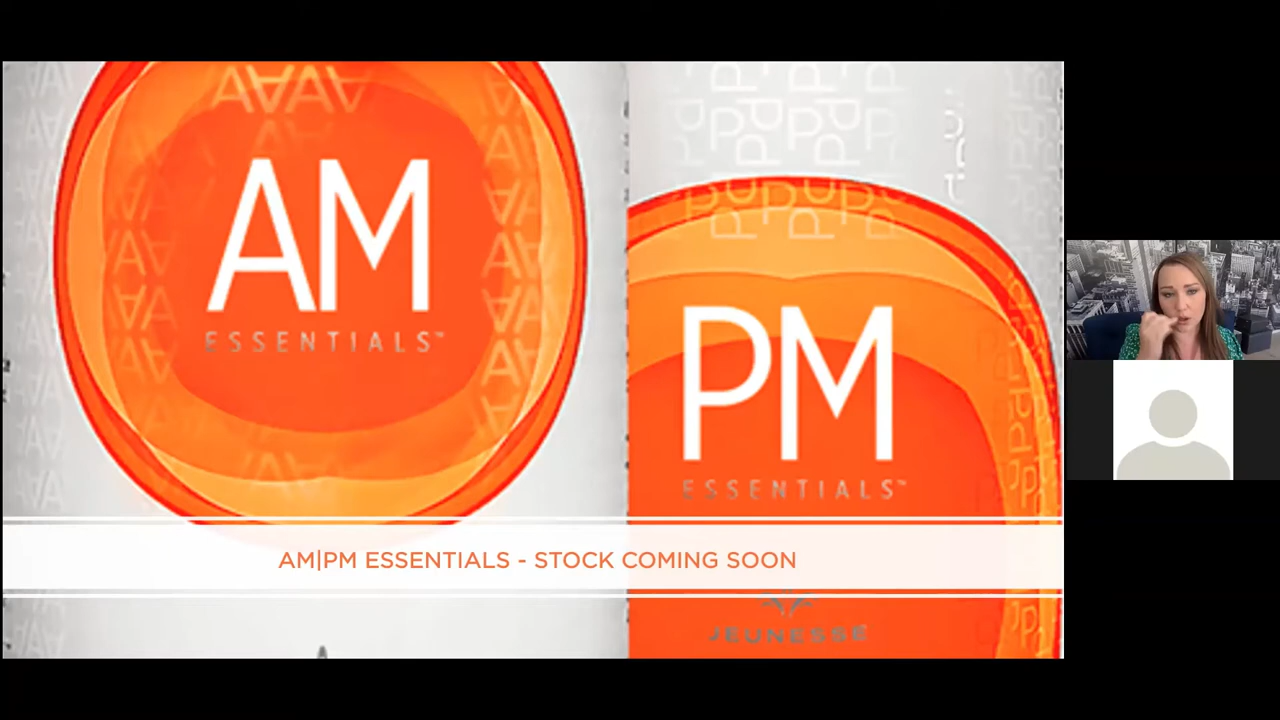 AM
ESSENTIALS™
PM
ESSENTIALS™
AM|PM ESSENTIALS - STOCK COMING SOON
JEUNESSE